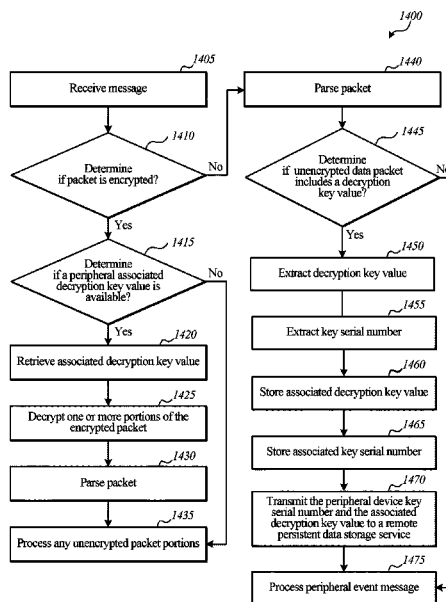 1400
1405
Receive message
1410
Determine
if packet is encrypted?
No
Yes
1415
Determine
if a peripheral associated
decryption key value is
available?
No
Yes
1420
Retrieve associated decryption key value
1425
Decrypt one or more portions of the
encrypted packet
1430
Parse packet
1435
Process any unencrypted packet portions
1440
Parse packet
1445
Determine
if unencrypted data packet
includes a decryption
key value?
No
Yes
1450
Extract decryption key value
1455
Extract key serial number
1460
Store associated decryption key value
1465
Store associated key serial number
1470
Transmit the peripheral device key
serial number and the associated
decryption key value to a remote
persistent data storage service
1475
Process peripheral event message